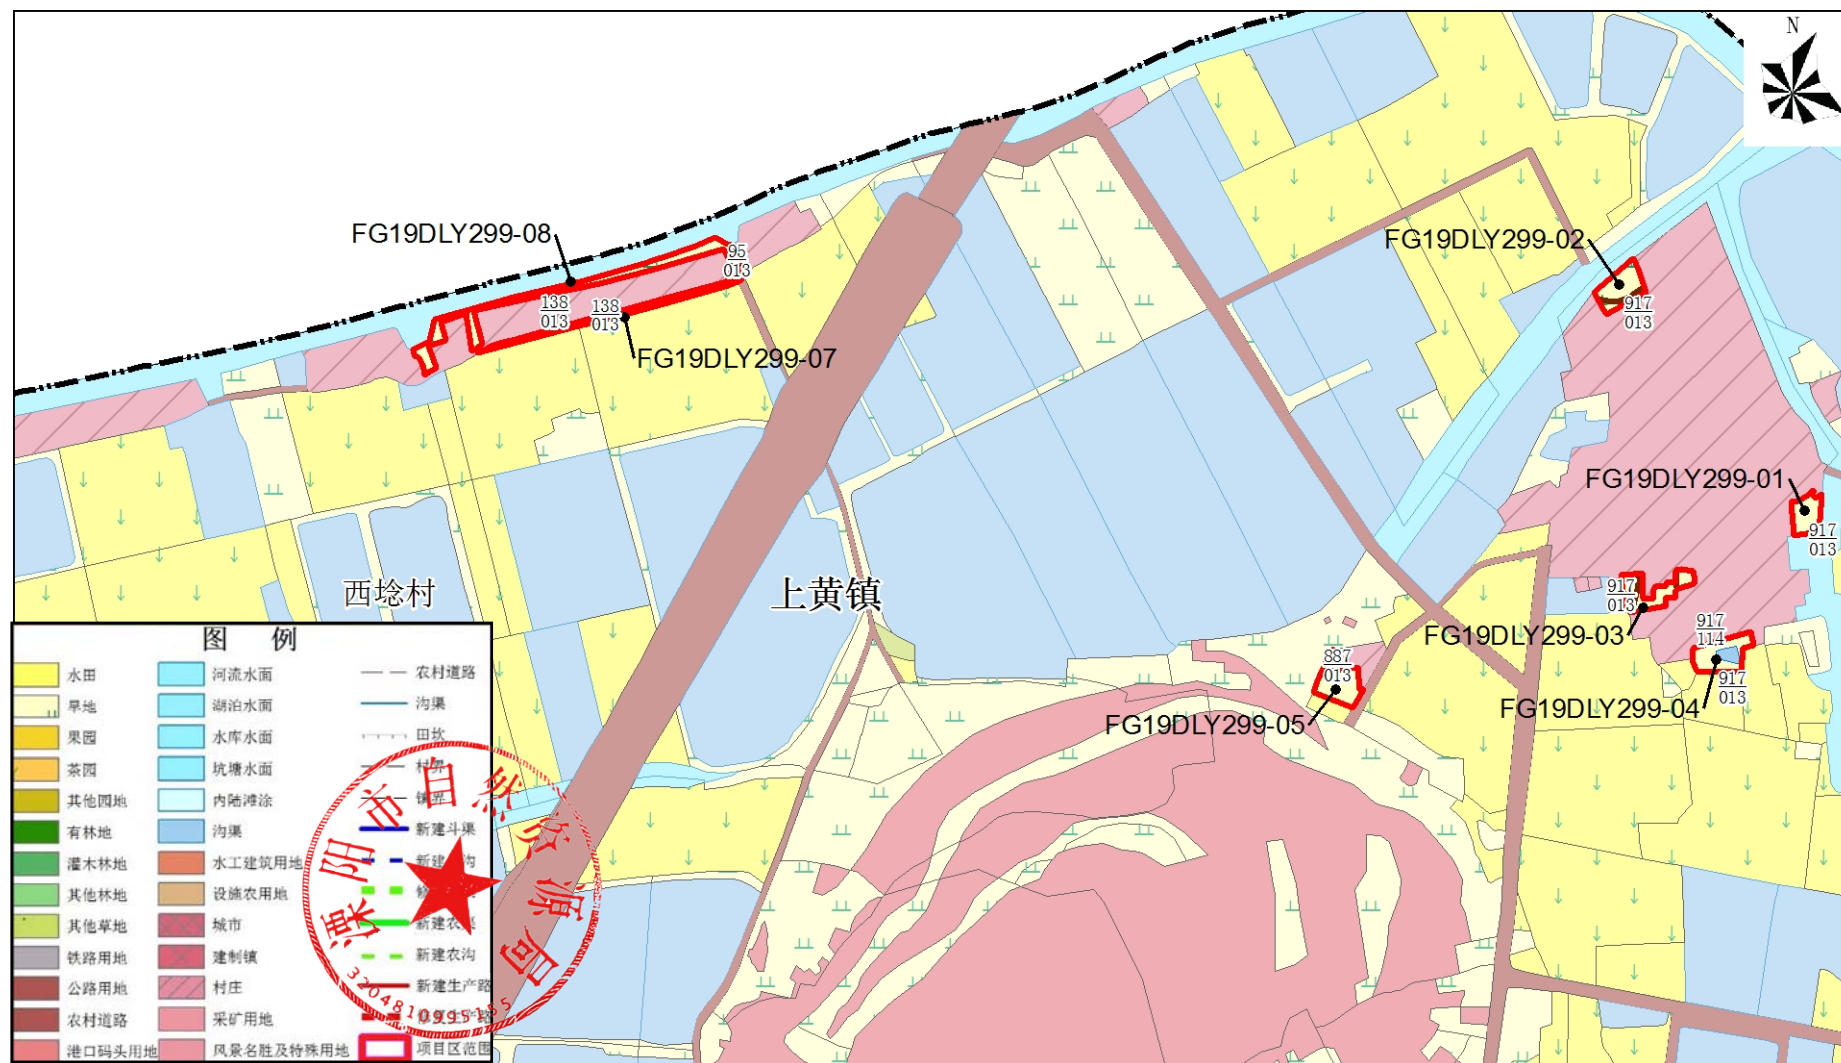 N
FG19DLY299-08
FG19DLY299-02
95
013
138
013
138
013
917
013
FG19DLY299-07
FG19DLY299-01
917
013
西埝村
上黄镇
917
013
FG19DLY299-03
917
114
887
013
917
013
FG19DLY299-04
FG19DLY299-05
图 例
水田
河流水面
农村道路
旱地
湖泊水面
沟渠
果园
水库水面
田坎
茶园
坑塘水面
村界
其他园地
内陆滩涂
镇界
有林地
沟渠
新建斗渠
灌木林地
水工建筑用地
其他林地
设施农用地
其他草地
城市
新建农渠
铁路用地
建制镇
新建农沟
公路用地
村庄
新建生产路
农村道路
采矿用地
港口码头用地
风景名胜及特殊用地
项目区范围
溧阳市自然资源局